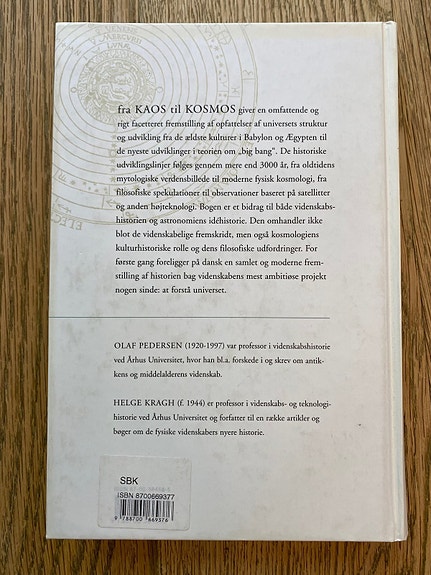 VENERIS
MERCURII
LUNÆ
fra KAOS til KOSMOS giver en omfattende og
rigt facetteret fremstilling af opfattelser af universets struktur
og udvikling fra de ældste kulturer i Babylon og Ægypten til
de nyeste udviklinger i teorien om „big bang“. De historiske
udviklingslinjer følges gennem mere end 3000 år, fra oldtidens
mytologiske verdensbillede til moderne fysisk kosmologi, fra
filosofiske spekulationer til observationer baseret på satellitter
og anden højteknologi. Bogen er et bidrag til både videnskabs-
historien og astronomiens idéhistorie. Den omhandler ikke
blot de videnskabelige fremskridt, men også kosmologiens
kulturhistoriske rolle og dens filosofiske udfordringer. For
første gang foreligger på dansk en samlet og moderne frem-
stilling af historien bag videnskabens mest ambitiøse projekt
nogen sinde: at forstå universet.
OLAF PEDERSEN (1920-1997) var professor i videnskabshistorie
ved Århus Universitet, hvor han bl.a. forskede i og skrev om antik-
kens og middelalderens videnskab.
HELGE KRAGH (f. 1944) er professor i videnskabs- og teknologi-
historie ved Århus Universitet og forfatter til en række artikler og
bøger om de fysiske videnskabers nyere historie.
SBK
ISBN 8700669377
9 788700 669376